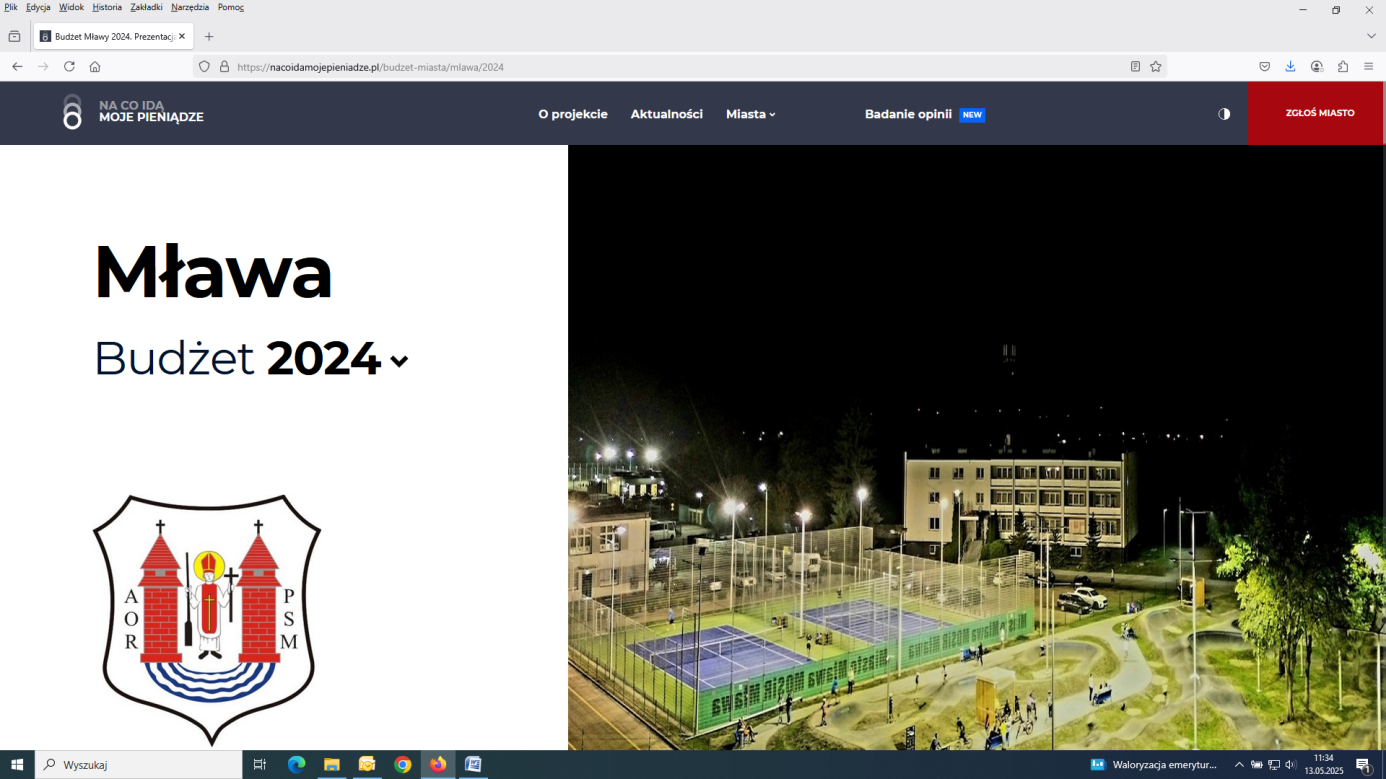 Plik Edycja Widok Historia Zakładki Narzędzia Pomoc
Budżet Mławy 2024. Prezentacja
https://nacoidamojepieniadze.pl/budzet-miasta/mlawa/2024
NA CO IDĄ
MOJE PIENIĄDZE
O projekcie Aktualności Miasta Badanie opinii NEW ZGŁOŚ MIASTO
Mława
Budżet 2024
A P
O S
R M
Wyszukaj
Waloryzacja emerytur...
11:34
13.05.2025
1